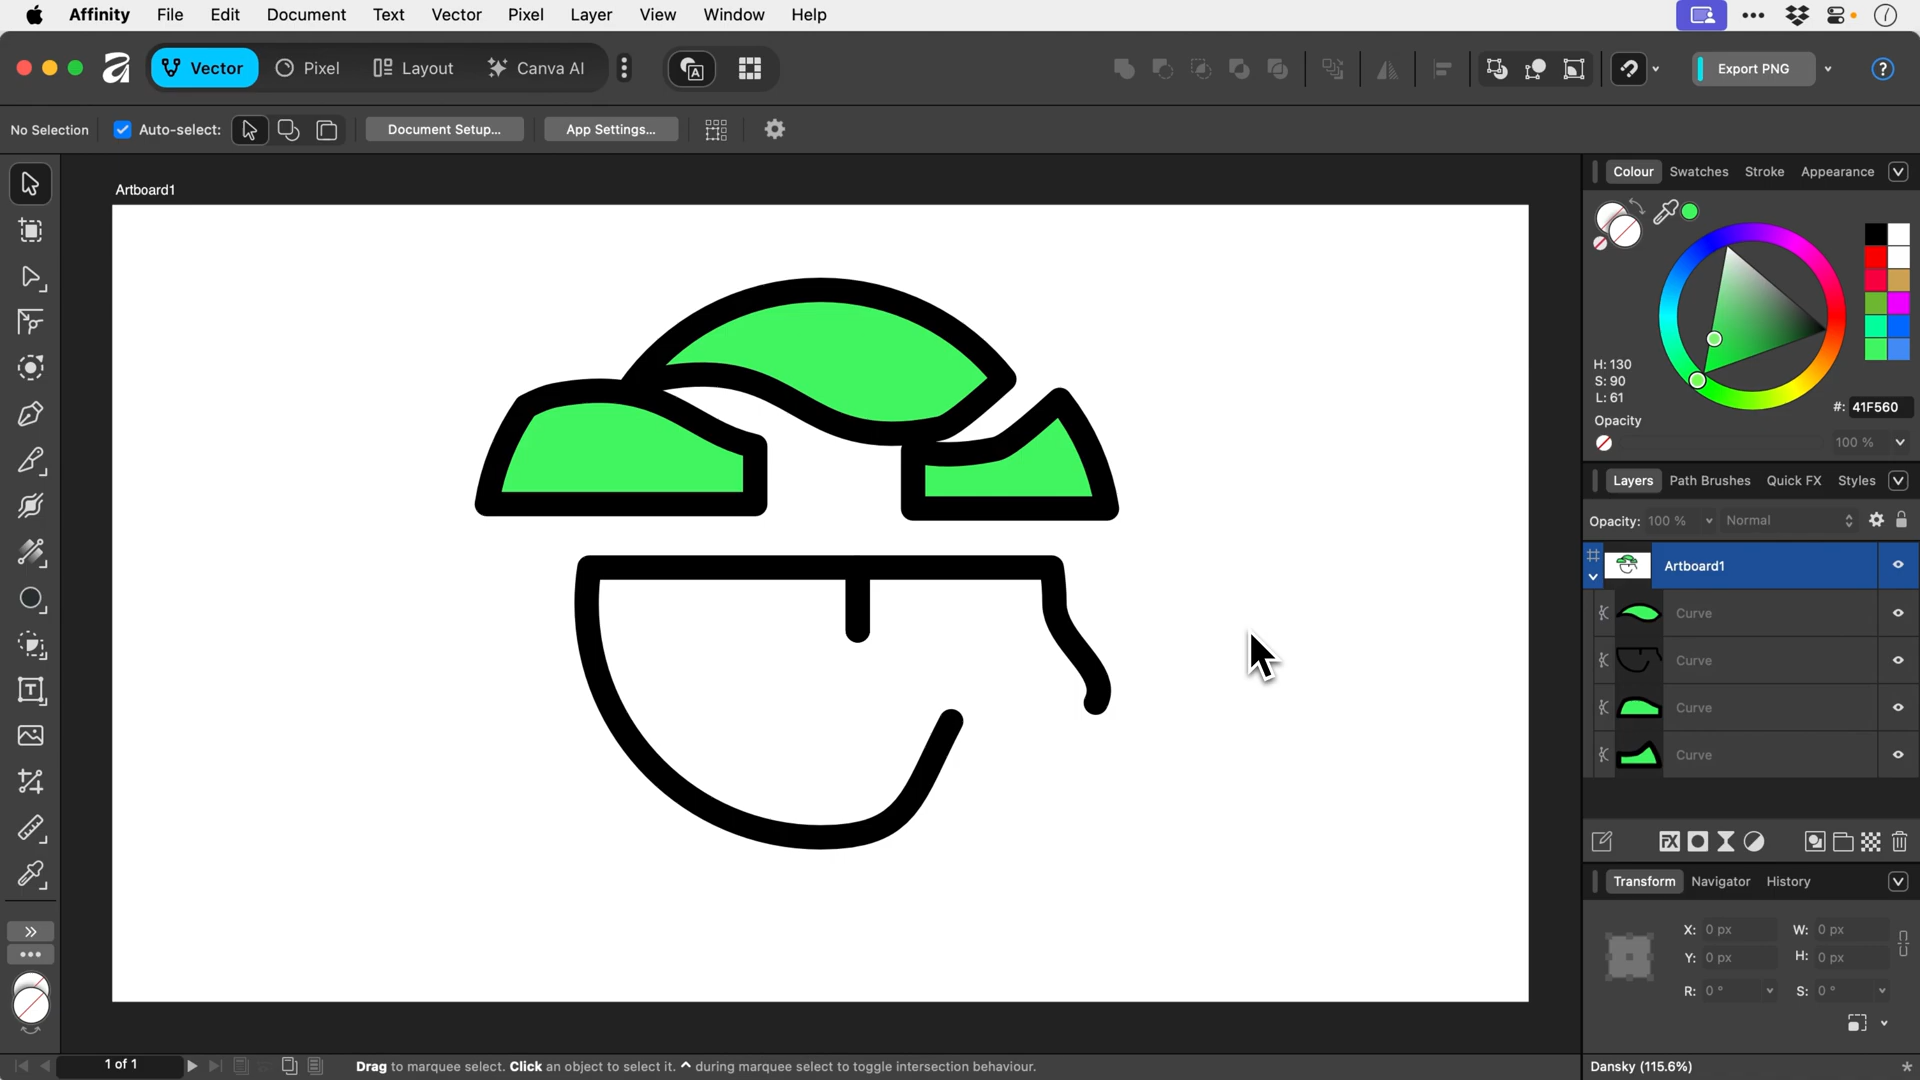 Affinity File Edit Document Text Vector Pixel Layer View Window Help
Vector Pixel Layout Canva AI Export PNG ?
No Selection Auto-select: Document Setup... App Settings...
Colour Swatches Stroke Appearance
Artboard1
H: 130
S: 90
L: 61
#: 41F560
Opacity
100 %
Layers Path Brushes Quick FX Styles
Opacity: 100 % Normal
Artboard1
Curve
Curve
Curve
Curve
FX
Transform Navigator History
X: 0 px W: 0 px
Y: 0 px H: 0 px
R: 0 ° S: 0 °
1 of 1 Drag to marquee select. Click an object to select it. ^ during marquee select to toggle intersection behaviour. Dansky (115.6%)